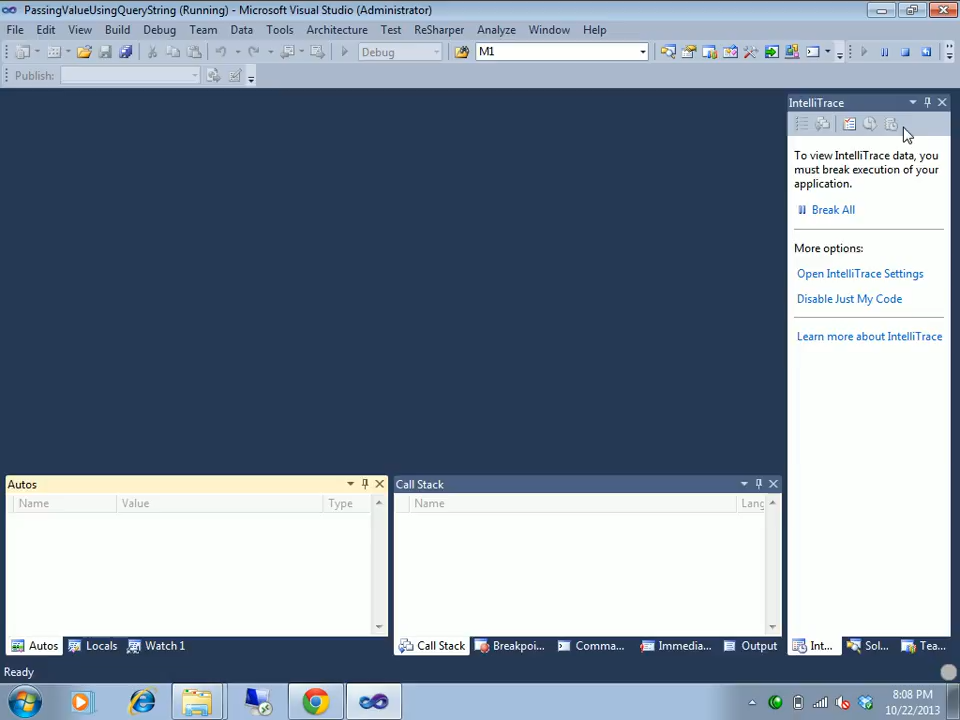 PassingValueUsingQueryString (Running) - Microsoft Visual Studio (Administrator)
File Edit View Build Debug Team Data Tools Architecture Test ReSharper Analyze Window Help
Debug M1
Publish:
IntelliTrace
To view IntelliTrace data, you
must break execution of your
application.
Break All
More options:
Open IntelliTrace Settings
Disable Just My Code
Learn more about IntelliTrace
Autos
Name Value Type
Call Stack
Name Lang
Autos Locals Watch 1
Call Stack Breakpoi... Comma... Immedia... Output
Int... Sol... Tea...
Ready
8:08 PM
10/22/2013